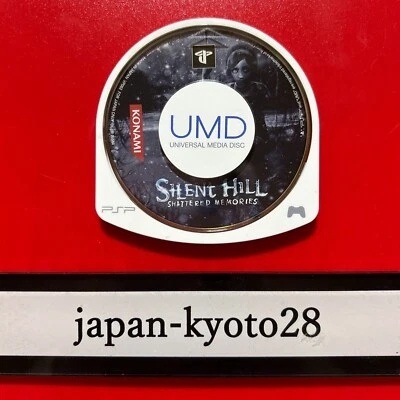 KONAMI
UMD
UNIVERSAL MEDIA DISC
SILENT HILL
SHATTERED MEMORIES
PSP
japan-kyoto28